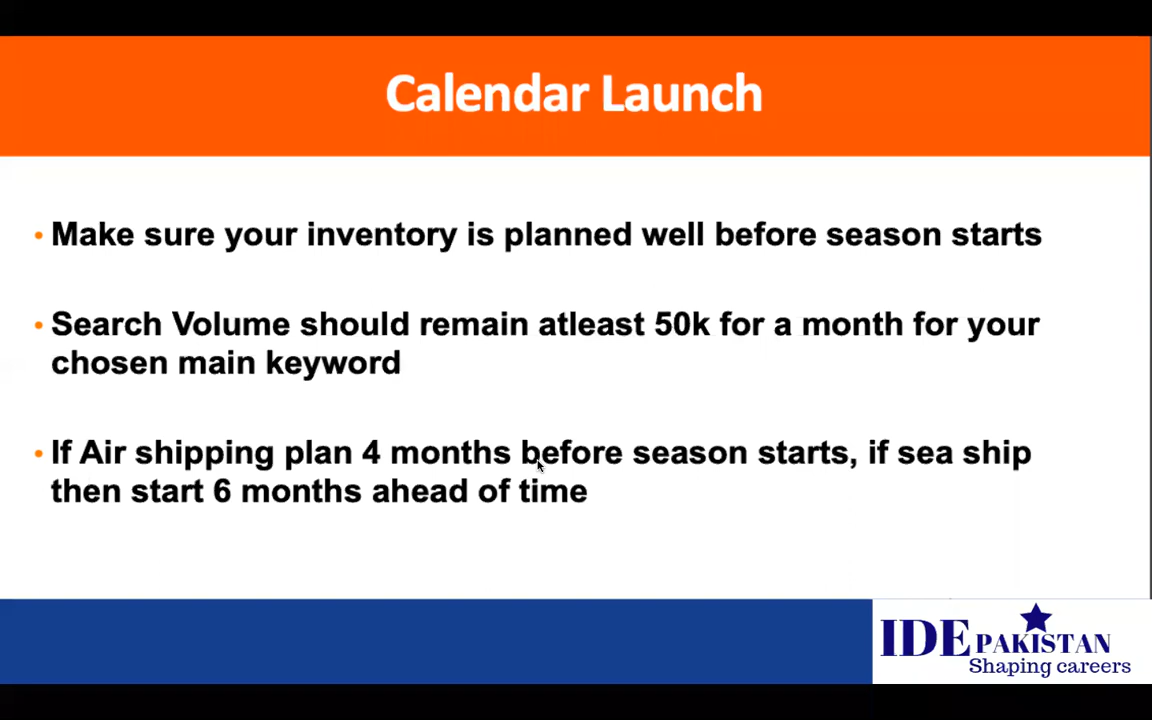 Calendar Launch
• Make sure your inventory is planned well before season starts
• Search Volume should remain atleast 50k for a month for your
chosen main keyword
• If Air shipping plan 4 months before season starts, if sea ship
then start 6 months ahead of time
IDE PAKISTAN
Shaping careers